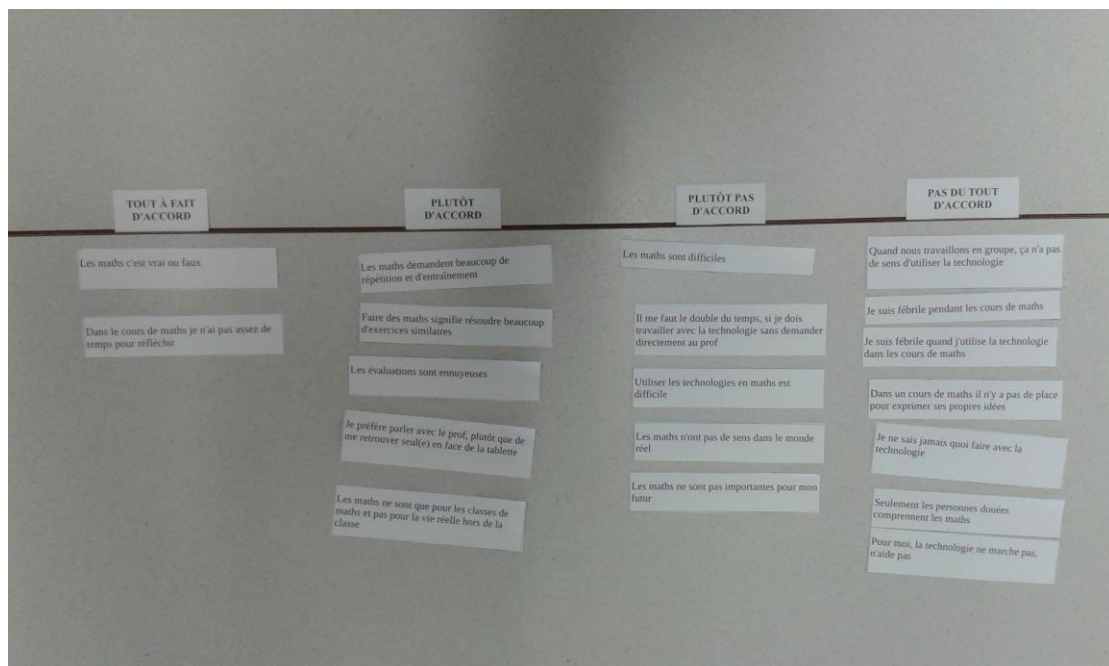 TOUT À FAIT
D'ACCORD
Les maths c'est vrai ou faux
Dans le cours de maths je n'ai pas assez de
temps pour réfléchir
PLUTÔT
D'ACCORD
Les maths demandent beaucoup de
répétition et d'entraînement
Faire des maths signifie résoudre beaucoup
d'exercices similaires
Les évaluations sont ennuyeuses
Je préfère parler avec le prof, plutôt que de
me retrouver seul(e) en face de la tablette
Les maths ne sont que pour les classes de
maths et pas pour la vie réelle hors de la
classe
PLUTÔT PAS
D'ACCORD
Les maths sont difficiles
Il me faut le double du temps, si je dois
travailler avec la technologie sans demander
directement au prof
Utiliser les technologies en maths est
difficile
Les maths n'ont pas de sens dans le monde
réel
Les maths ne sont pas importantes pour mon
futur
PAS DU TOUT
D'ACCORD
Quand nous travaillons en groupe, ça n'a pas
de sens d'utiliser la technologie
Je suis fébrile pendant les cours de maths
Je suis fébrile quand j'utilise la technologie
dans les cours de maths
Dans un cours de maths il n'y a pas de place
pour exprimer ses propres idées
Je ne sais jamais quoi faire avec la
technologie
Seulement les personnes douées
comprennent les maths
Pour moi, la technologie ne marche pas,
n'aide pas